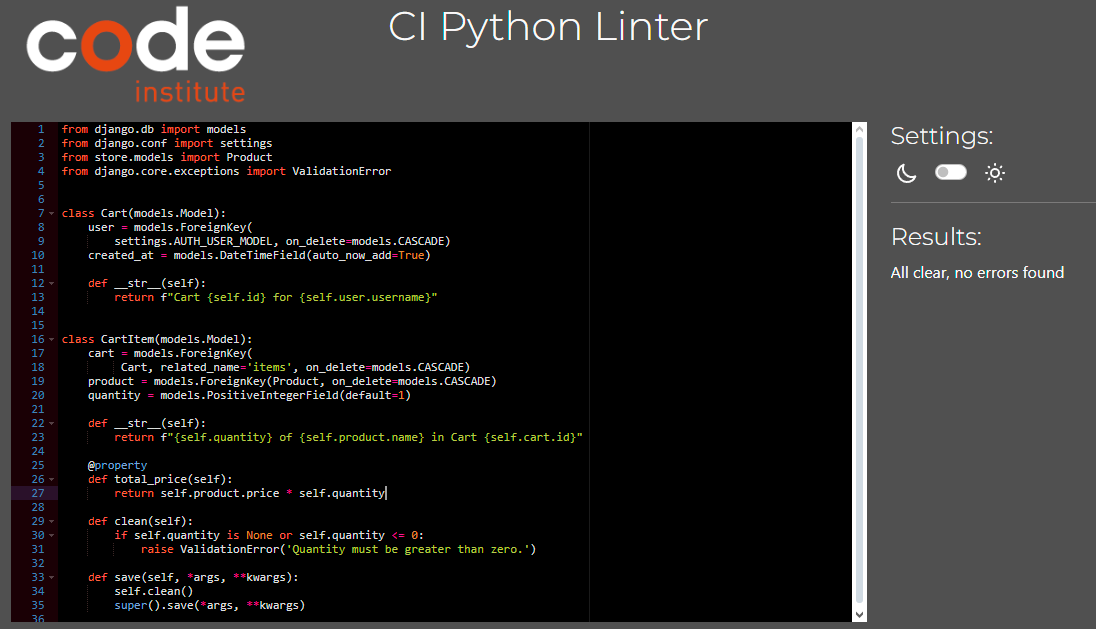 code
institute
CI Python Linter
1 from django.db import models
2 from django.conf import settings
3 from store.models import Product
4 from django.core.exceptions import ValidationError
5
6
7 class Cart(models.Model):
8     user = models.ForeignKey(
9         settings.AUTH_USER_MODEL, on_delete=models.CASCADE)
10     created_at = models.DateTimeField(auto_now_add=True)
11
12     def __str__(self):
13         return f"Cart {self.id} for {self.user.username}"
14
15
16 class CartItem(models.Model):
17     cart = models.ForeignKey(
18          Cart, related_name='items', on_delete=models.CASCADE)
19     product = models.ForeignKey(Product, on_delete=models.CASCADE)
20     quantity = models.PositiveIntegerField(default=1)
21
22     def __str__(self):
23         return f"{self.quantity} of {self.product.name} in Cart {self.cart.id}"
24
25     @property
26     def total_price(self):
27         return self.product.price * self.quantity
28
29     def clean(self):
30         if self.quantity is None or self.quantity <= 0:
31             raise ValidationError('Quantity must be greater than zero.')
32
33     def save(self, *args, **kwargs):
34         self.clean()
35         super().save(*args, **kwargs)
36
Settings:
Results:
All clear, no errors found